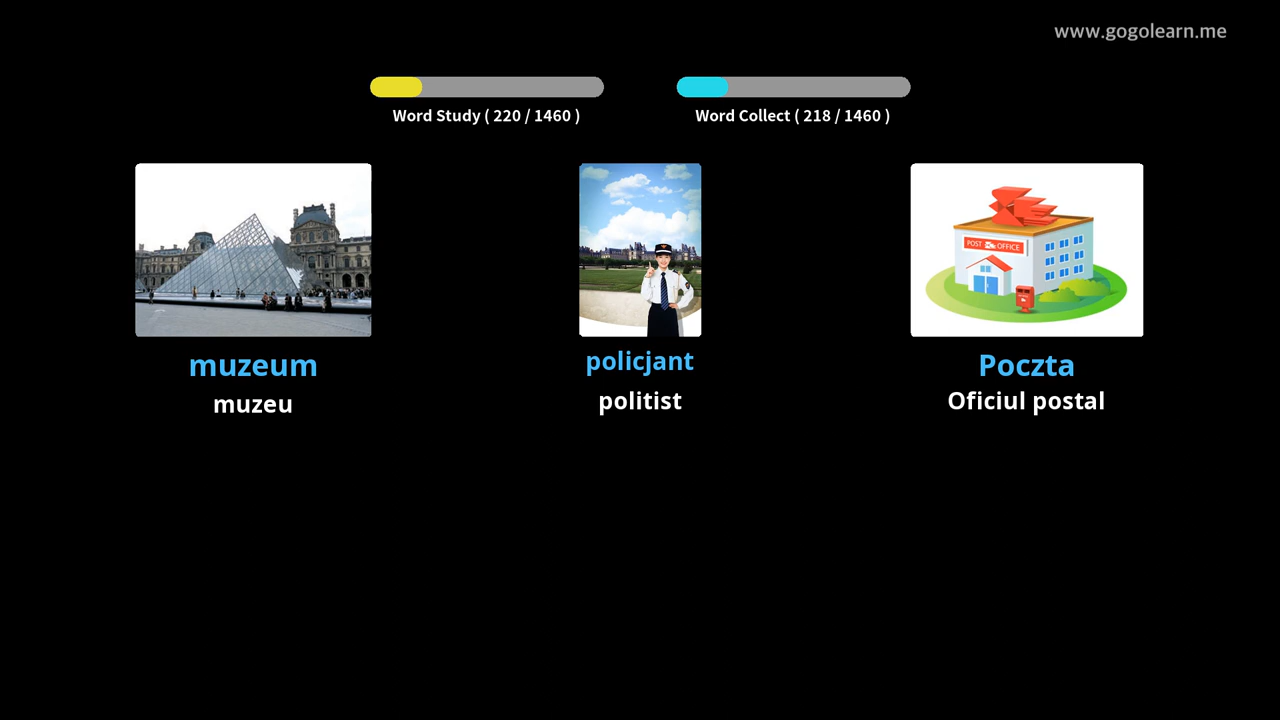 www.gogolearn.me
Word Study ( 220 / 1460 )
Word Collect ( 218 / 1460 )
POST OFFICE
muzeum
policjant
Poczta
muzeu
politist
Oficiul postal